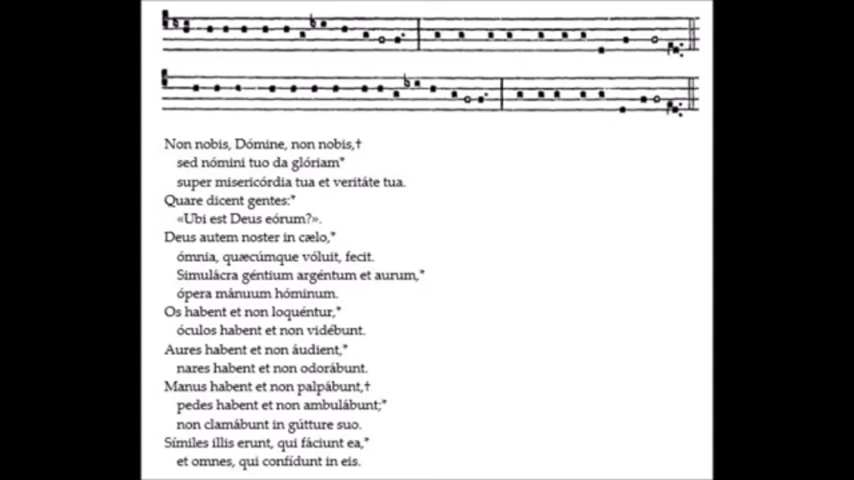 Non nobis, Dómine, non nobis,†
sed nómini tuo da glóriam*
super misericórdia tua et veritáte tua.
Quare dicent gentes:*
«Ubi est Deus eórum?».
Deus autem noster in cælo,*
ómnia, quæcúmque vóluit, fecit.
Simulácra géntium argéntum et aurum,*
ópera mánuum hóminum.
Os habent et non loquéntur,*
óculos habent et non vidébunt.
Aures habent et non áudient,*
nares habent et non odorábunt.
Manus habent et non palpábunt,†
pedes habent et non ambulábunt;*
non clamábunt in gútture suo.
Símiles illis erunt, qui fáciunt ea,*
et omnes, qui confídunt in eis.